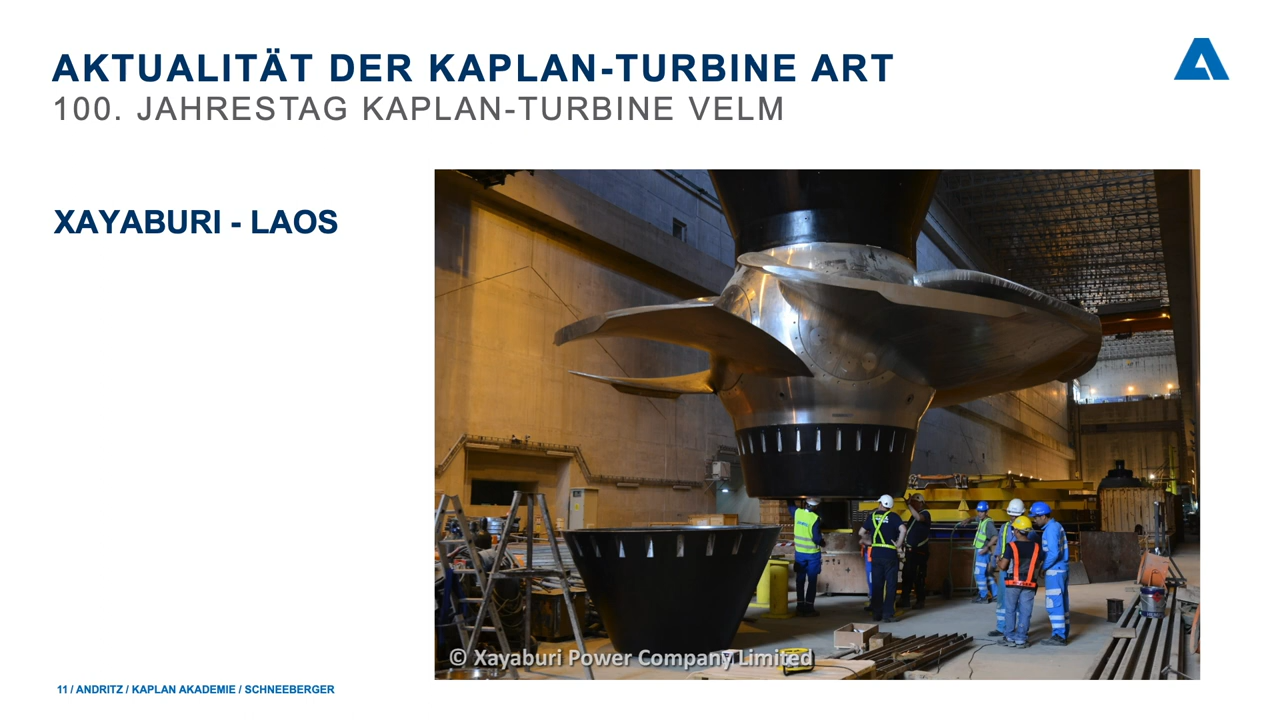 AKTUALITÄT DER KAPLAN-TURBINE ART
100. JAHRESTAG KAPLAN-TURBINE VELM
XAYABURI - LAOS
© Xayaburi Power Company Limited
11 / ANDRITZ / KAPLAN AKADEMIE / SCHNEEBERGER